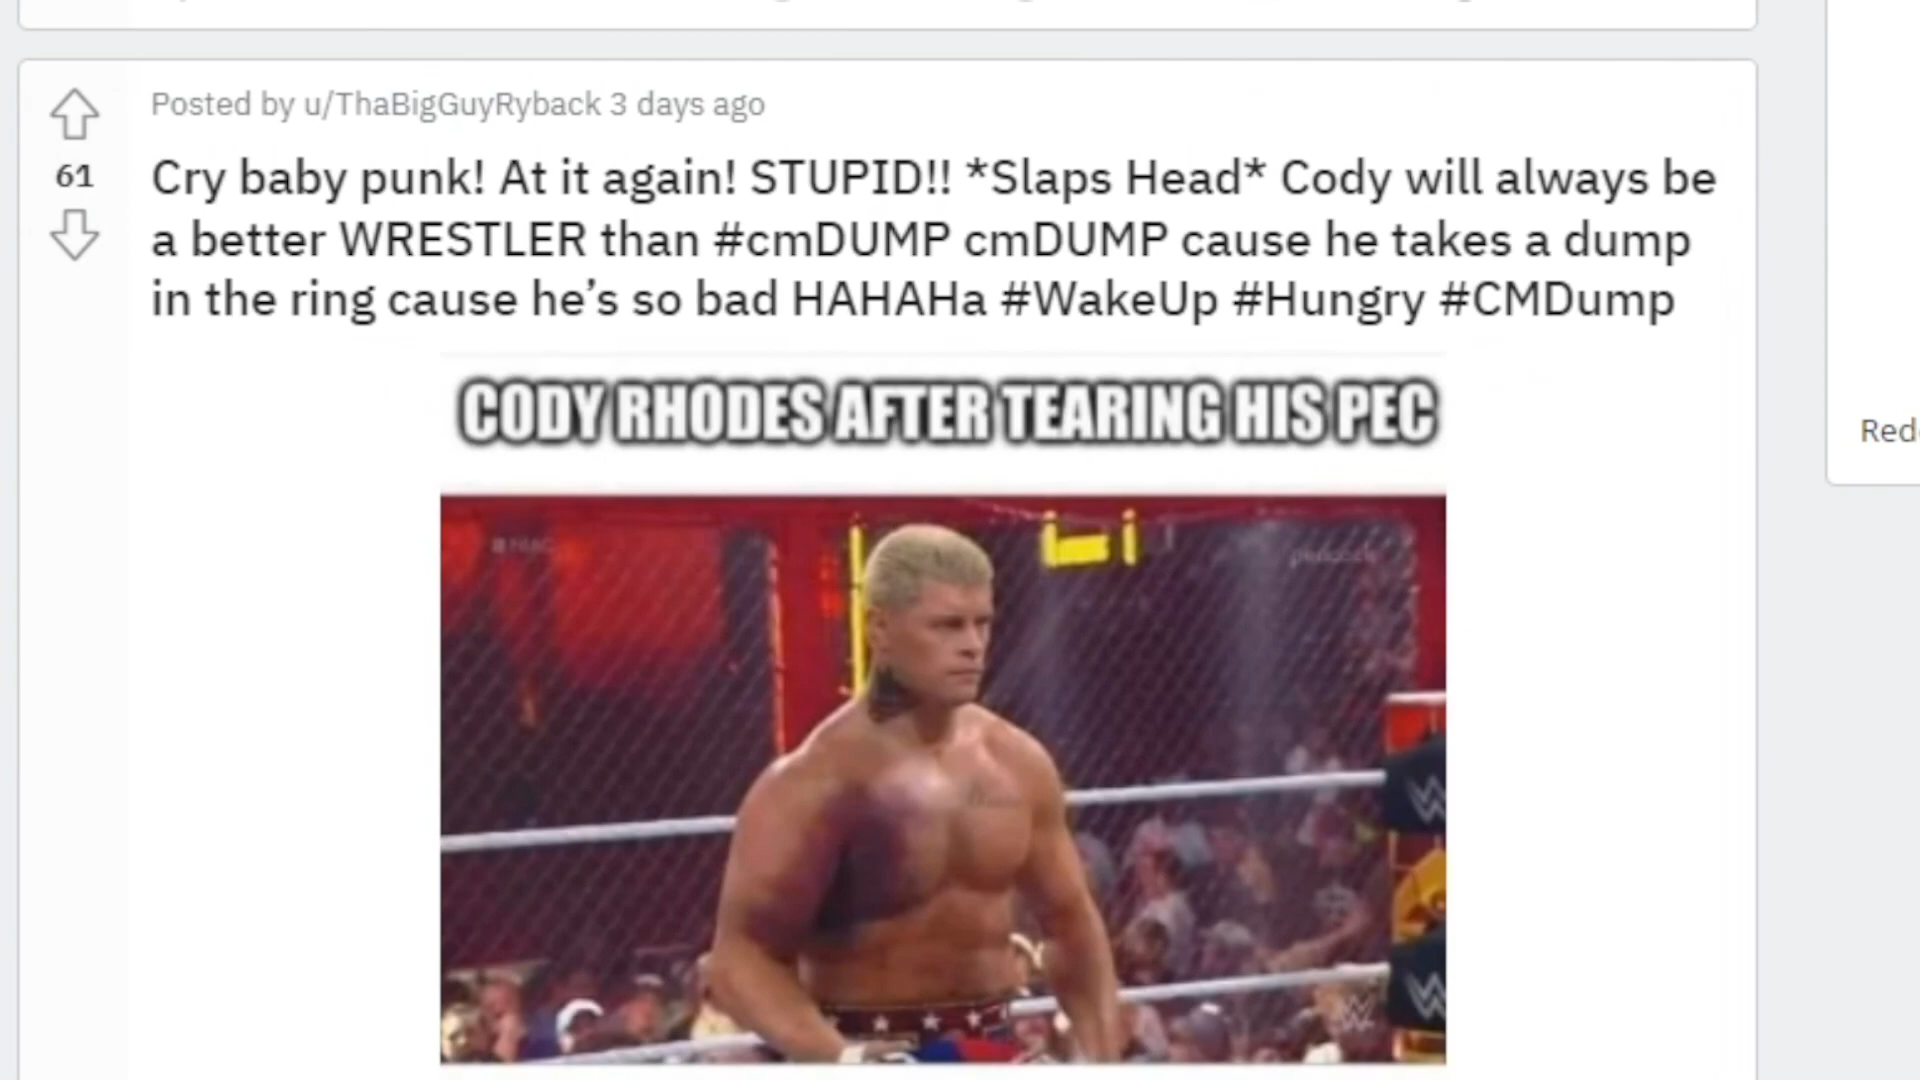 Posted by u/ThaBigGuyRyback 3 days ago
61
Cry baby punk! At it again! STUPID!! *Slaps Head* Cody will always be
a better WRESTLER than #cmDUMP cmDUMP cause he takes a dump
in the ring cause he’s so bad HAHAHa #WakeUp #Hungry #CMDump
CODY RHODES AFTER TEARING HIS PEC
peacock